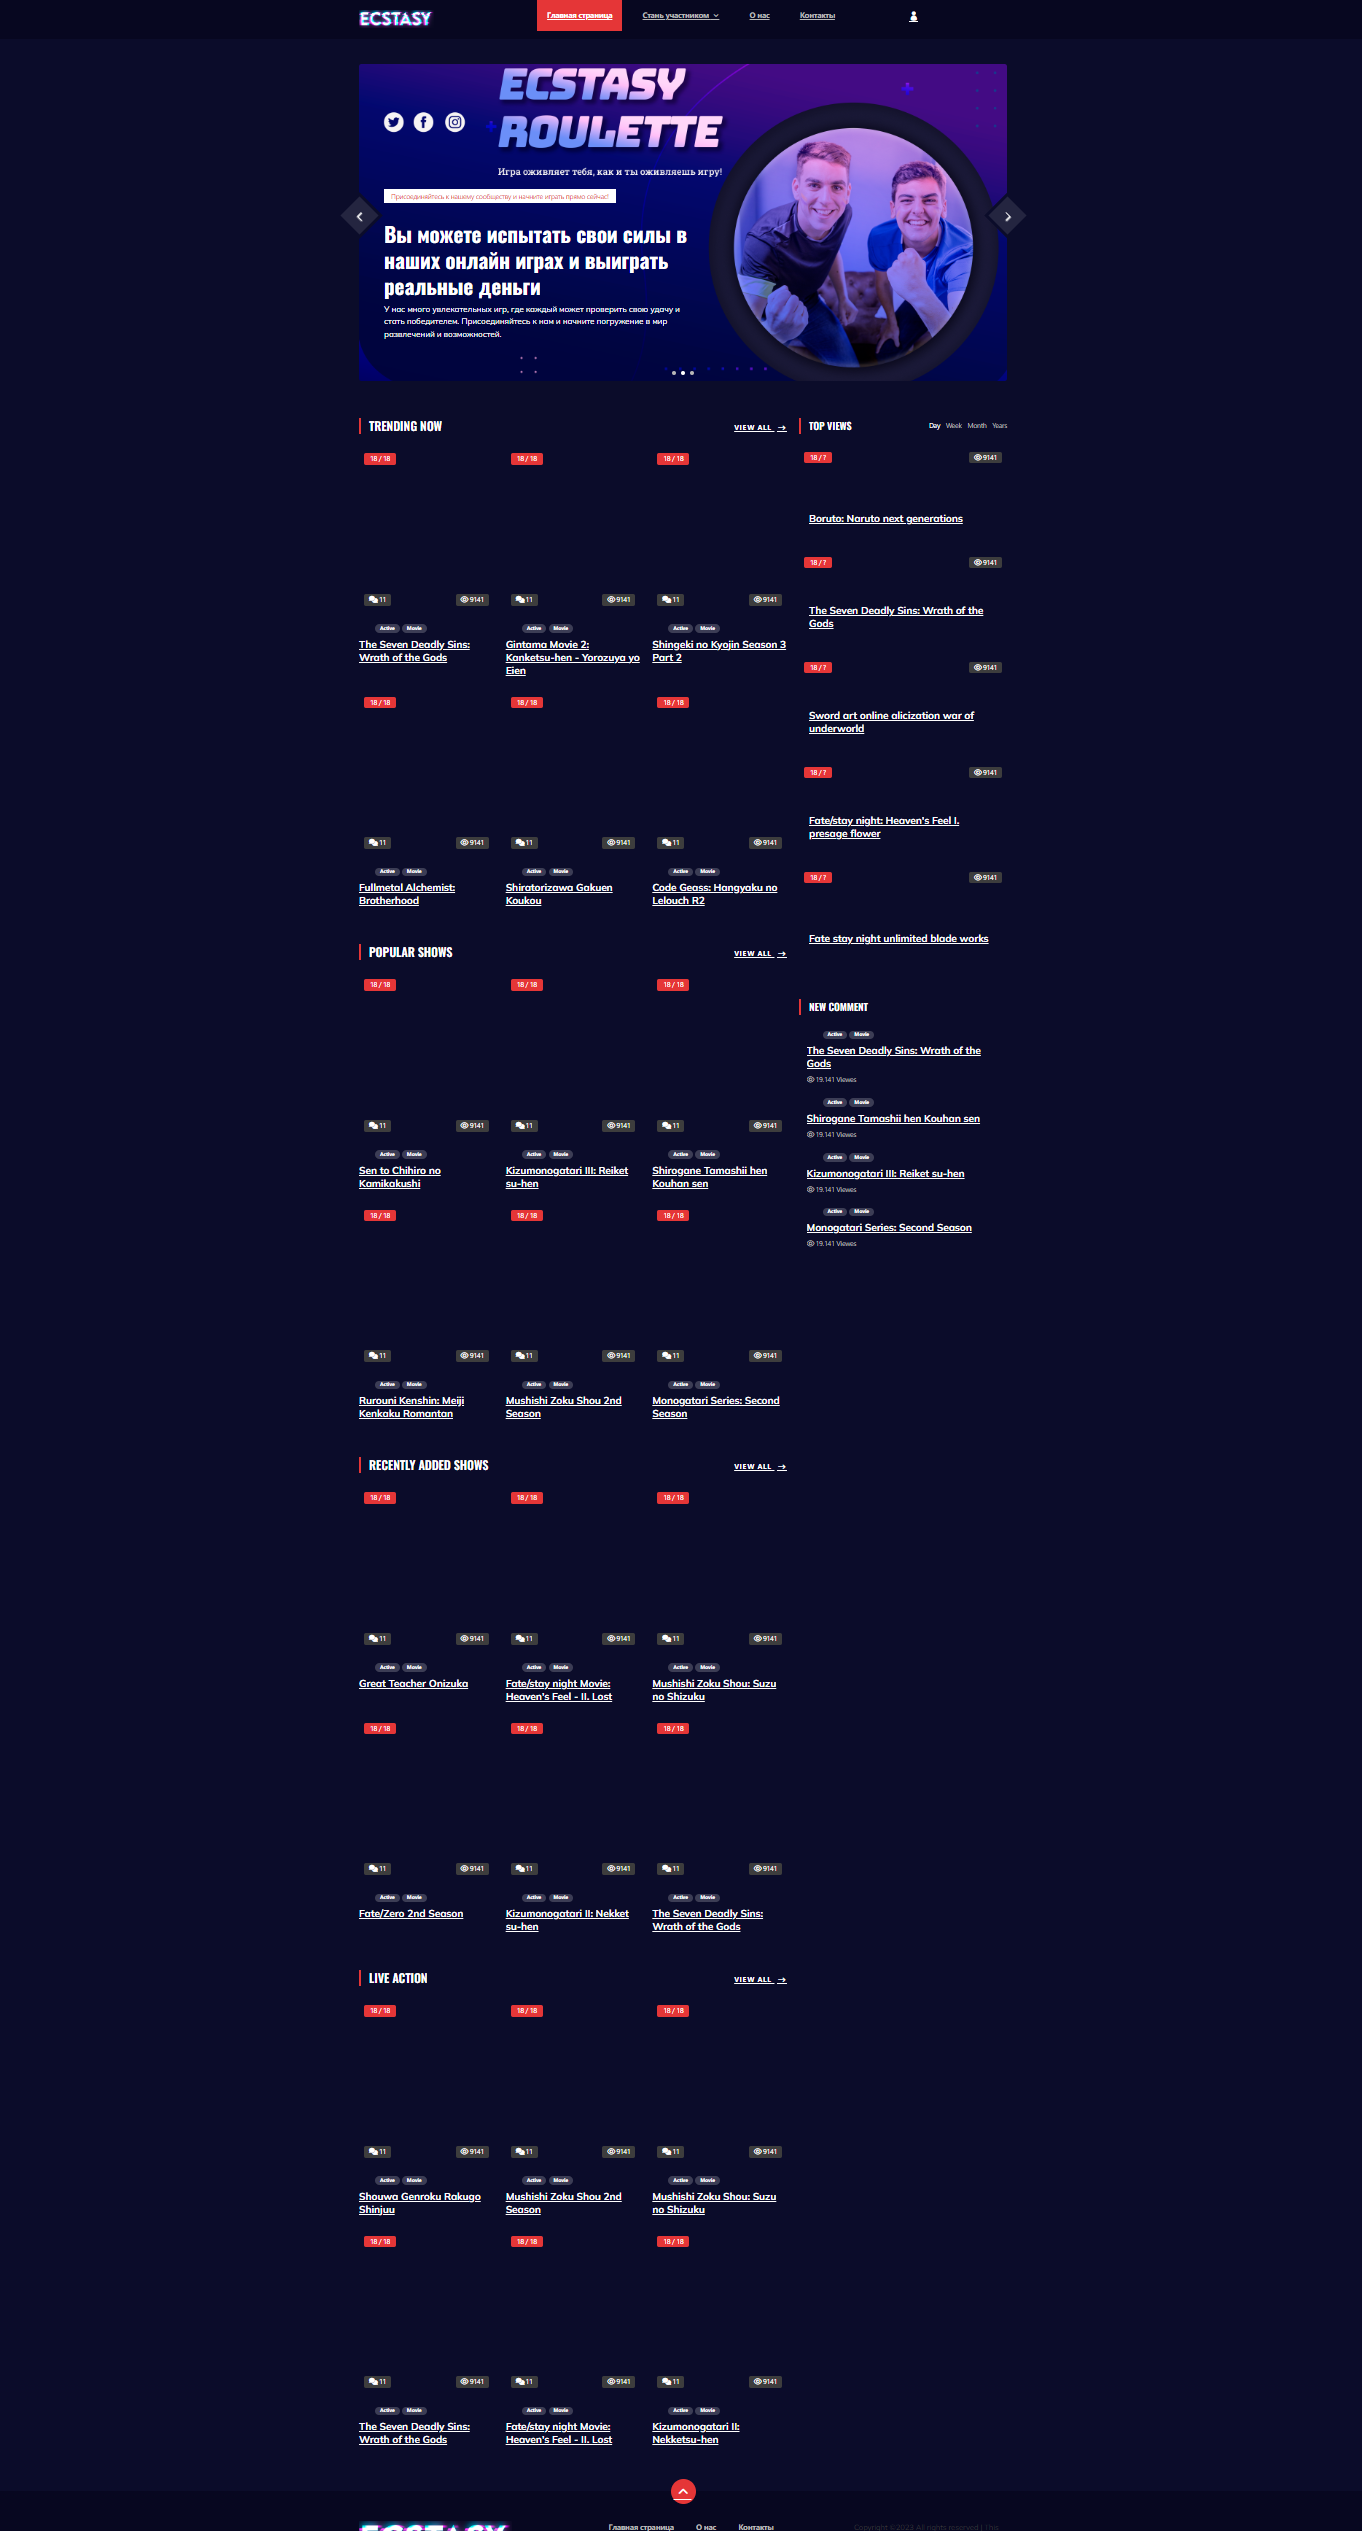 ECSTASY
Главная страница
Стань участником
О нас
Контакты
ECSTASY
ROULETTE
Игра оживляет тебя, как и ты оживляешь игру!
Присоединяйтесь к нашему сообществу и начните играть прямо сейчас!
Вы можете испытать свои силы в
наших онлайн играх и выиграть
реальные деньги
У нас много увлекательных игр, где каждый может проверить свою удачу и
стать победителем. Присоединяйтесь к нам и начните погружение в мир
развлечений и возможностей.
TRENDING NOW
VIEW ALL →
18 / 18
18 / 18
18 / 18
11 9141
11 9141
11 9141
Active Movie
Active Movie
Active Movie
The Seven Deadly Sins:
Wrath of the Gods
Gintama Movie 2:
Kanketsu-hen - Yorozuya yo
Eien
Shingeki no Kyojin Season 3
Part 2
18 / 18
18 / 18
18 / 18
11 9141
11 9141
11 9141
Active Movie
Active Movie
Active Movie
Fullmetal Alchemist:
Brotherhood
Shiratorizawa Gakuen
Koukou
Code Geass: Hangyaku no
Lelouch R2
POPULAR SHOWS
VIEW ALL →
18 / 18
18 / 18
18 / 18
11 9141
11 9141
11 9141
Active Movie
Active Movie
Active Movie
Sen to Chihiro no
Kamikakushi
Kizumonogatari III: Reiket
su-hen
Shirogane Tamashii hen
Kouhan sen
18 / 18
18 / 18
18 / 18
11 9141
11 9141
11 9141
Active Movie
Active Movie
Active Movie
Rurouni Kenshin: Meiji
Kenkaku Romantan
Mushishi Zoku Shou 2nd
Season
Monogatari Series: Second
Season
RECENTLY ADDED SHOWS
VIEW ALL →
18 / 18
18 / 18
18 / 18
11 9141
11 9141
11 9141
Active Movie
Active Movie
Active Movie
Great Teacher Onizuka
Fate/stay night Movie:
Heaven's Feel - II. Lost
Mushishi Zoku Shou: Suzu
no Shizuku
18 / 18
18 / 18
18 / 18
11 9141
11 9141
11 9141
Active Movie
Active Movie
Active Movie
Fate/Zero 2nd Season
Kizumonogatari II: Nekket
su-hen
The Seven Deadly Sins:
Wrath of the Gods
LIVE ACTION
VIEW ALL →
18 / 18
18 / 18
18 / 18
11 9141
11 9141
11 9141
Active Movie
Active Movie
Active Movie
Shouwa Genroku Rakugo
Shinjuu
Mushishi Zoku Shou 2nd
Season
Mushishi Zoku Shou: Suzu
no Shizuku
18 / 18
18 / 18
18 / 18
11 9141
11 9141
11 9141
Active Movie
Active Movie
Active Movie
The Seven Deadly Sins:
Wrath of the Gods
Fate/stay night Movie:
Heaven's Feel - II. Lost
Kizumonogatari II:
Nekketsu-hen
TOP VIEWS
Day Week Month Years
18 / ? 9141
Boruto: Naruto next generations
18 / ? 9141
The Seven Deadly Sins: Wrath of the
Gods
18 / ? 9141
Sword art online alicization war of
underworld
18 / ? 9141
Fate/stay night: Heaven's Feel I.
presage flower
18 / ? 9141
Fate stay night unlimited blade works
NEW COMMENT
Active Movie
The Seven Deadly Sins: Wrath of the
Gods
19.141 Viewes
Active Movie
Shirogane Tamashii hen Kouhan sen
19.141 Viewes
Active Movie
Kizumonogatari III: Reiket su-hen
19.141 Viewes
Active Movie
Monogatari Series: Second Season
19.141 Viewes
ECSTASY
Главная страница
О нас
Контакты
Copyright ©2023 All rights reserved | This